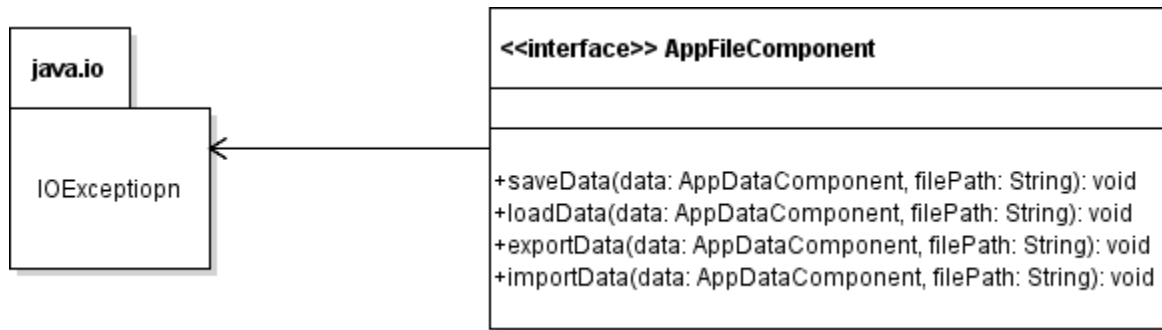 java.io
IOExceptiopn
<<interface>> AppFileComponent
+saveData(data: AppDataComponent, filePath: String): void
+loadData(data: AppDataComponent, filePath: String): void
+exportData(data: AppDataComponent, filePath: String): void
+importData(data: AppDataComponent, filePath: String): void